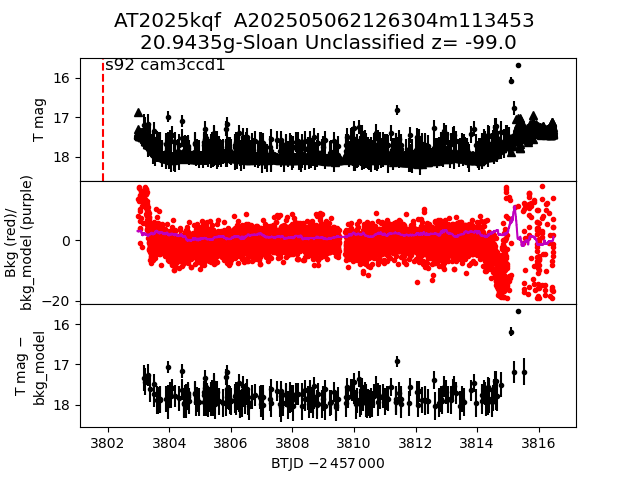 AT2025kqf A202505062126304m113453
20.9435g-Sloan Unclassified z= -99.0
s92 cam3ccd1
16
17
18
T mag
0
−20
Bkg (red)/
bkg_model (purple)
16
17
18
T mag −
bkg_model
3802 3804 3806 3808 3810 3812 3814 3816
BTJD −2 457 000